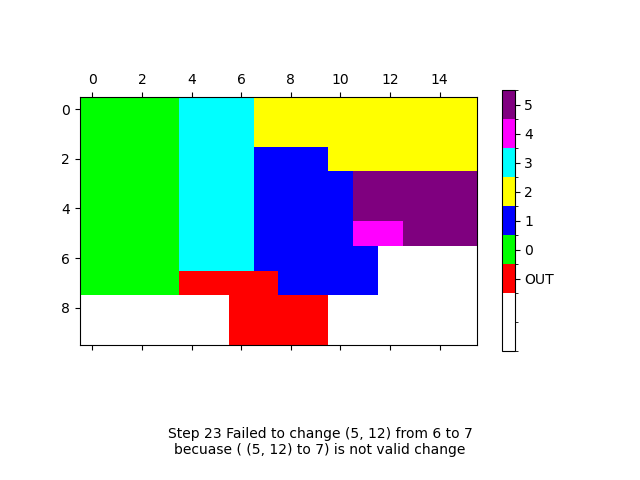 0 2 4 6 8 10 12 14
0
2
4
6
8
5
4
3
2
1
0
OUT
Step 23 Failed to change (5, 12) from 6 to 7
becuase ( (5, 12) to 7) is not valid change